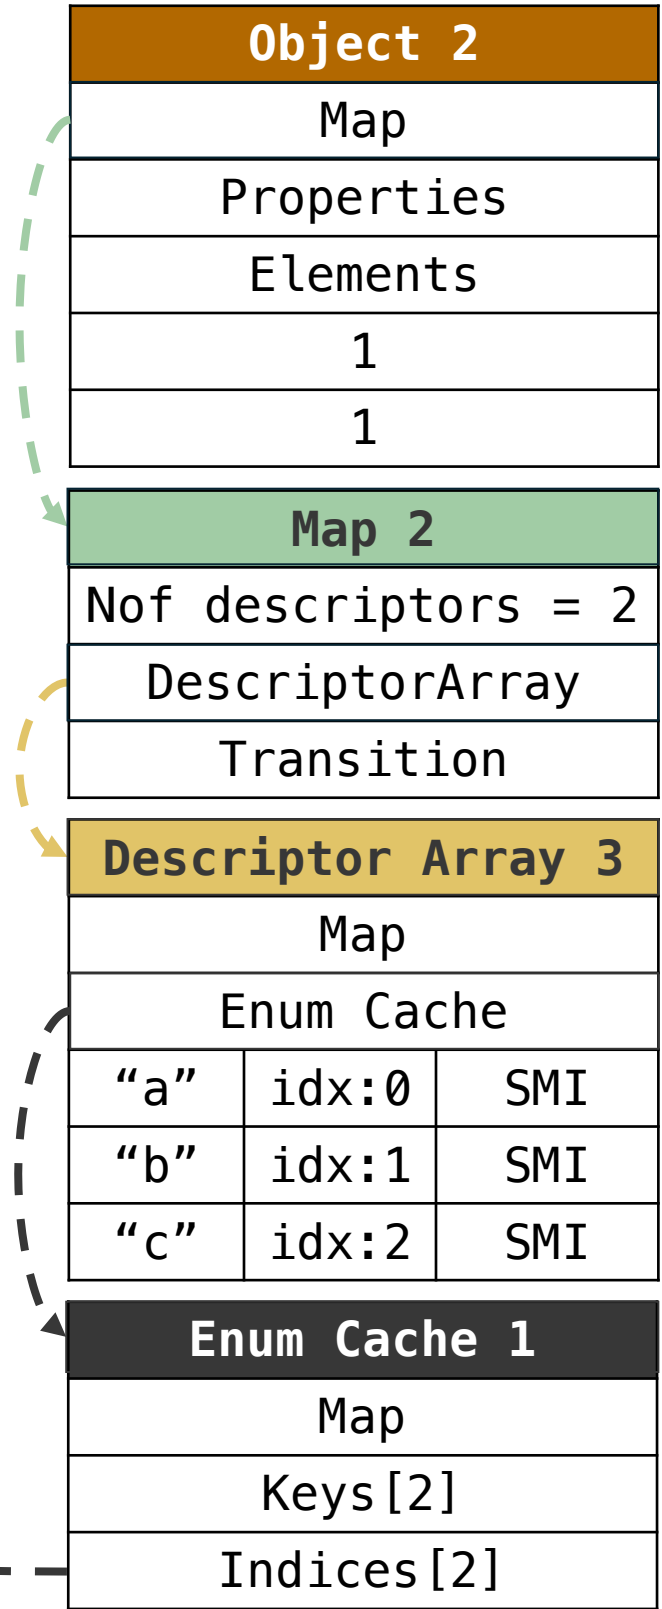 Object 2
Map
Properties
Elements
1
1
Map 2
Nof descriptors = 2
DescriptorArray
Transition
Descriptor Array 3
Map
Enum Cache
“a” idx:0 SMI
“b” idx:1 SMI
“c” idx:2 SMI
Enum Cache 1
Map
Keys[2]
Indices[2]